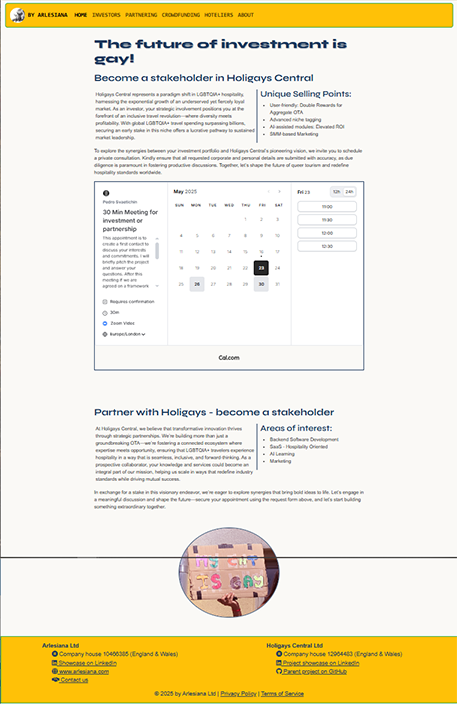 BY ARLESIANA HOME INVESTORS PARTNERING CROWDFUNDING HOTELIERS ABOUT
The future of investment is
gay!
Become a stakeholder in Holigays Central
Holigays Central represents a paradigm shift in LGBTQIA+ hospitality,
harnessing the exponential growth of an underserved yet fiercely loyal
market. As an investor, your strategic involvement positions you at the
forefront of an inclusive travel revolution—where diversity meets
profitability. With global LGBTQIA+ travel spending surpassing billions,
securing an early stake in this niche offers a lucrative pathway to sustained
market leadership.
Unique Selling Points:
User-friendly: Double Rewards for
Aggregate OTA
Advanced niche tagging
AI-assisted modules: Elevated ROI
SMM-based Marketing
To explore the synergies between your investment portfolio and Holigays Central's pioneering vision, we invite you to schedule
a private consultation. Kindly ensure that all requested corporate and personal details are submitted with accuracy, as due
diligence is paramount in fostering productive discussions. Together, let's shape the future of queer tourism and redefine
hospitality standards worldwide.
30 Min Meeting for
investment or
partnership
This appointment is to
create a first contact to
discuss your interests
and commitments. I will
briefly pitch the project
and answer your
questions. After this
meeting if we are
agreed on a framework
Requires confirmation
30m
Zoom Video
Europe/London
May 2025
SUN MON TUE WED THU FRI SAT
1 2 3
4 5 6 7 8 9 10
11 12 13 14 15 16 17
18 19 20 21 22 23 24
25 26 27 28 29 30 31
Fri 23 12h 24h
11:00
11:30
12:00
12:30
Cal.com
Partner with Holigays - become a stakeholder
At Holigays Central, we believe that transformative innovation thrives
through strategic partnerships. We're building more than just a
groundbreaking OTA—we're fostering a connected ecosystem where
expertise meets opportunity, ensuring that LGBTQIA+ travelers experience
hospitality in a way that is seamless, inclusive, and forward-thinking. As a
prospective collaborator, your knowledge and services could become an
integral part of our mission, helping us scale in ways that redefine industry
standards while driving mutual success.
Areas of interest:
Backend Software Development
SaaS - Hospitality Oriented
AI Learning
Marketing
In exchange for a stake in this visionary endeavor, we're eager to explore synergies that bring bold ideas to life. Let's engage in
a meaningful discussion and shape the future—secure your appointment using the request form above, and let's start building
something extraordinary together.
MY CAT
IS GAY
Arlesiana Ltd
Company house 10466385 (England & Wales)
Showcase on LinkedIn
www.arlesiana.com
Contact us
Holigays Central Ltd
Company house 12964483 (England & Wales)
Project showcase on LinkedIn
Parent project on GitHub
© 2025 by Arlesiana Ltd | Privacy Policy | Terms of Service